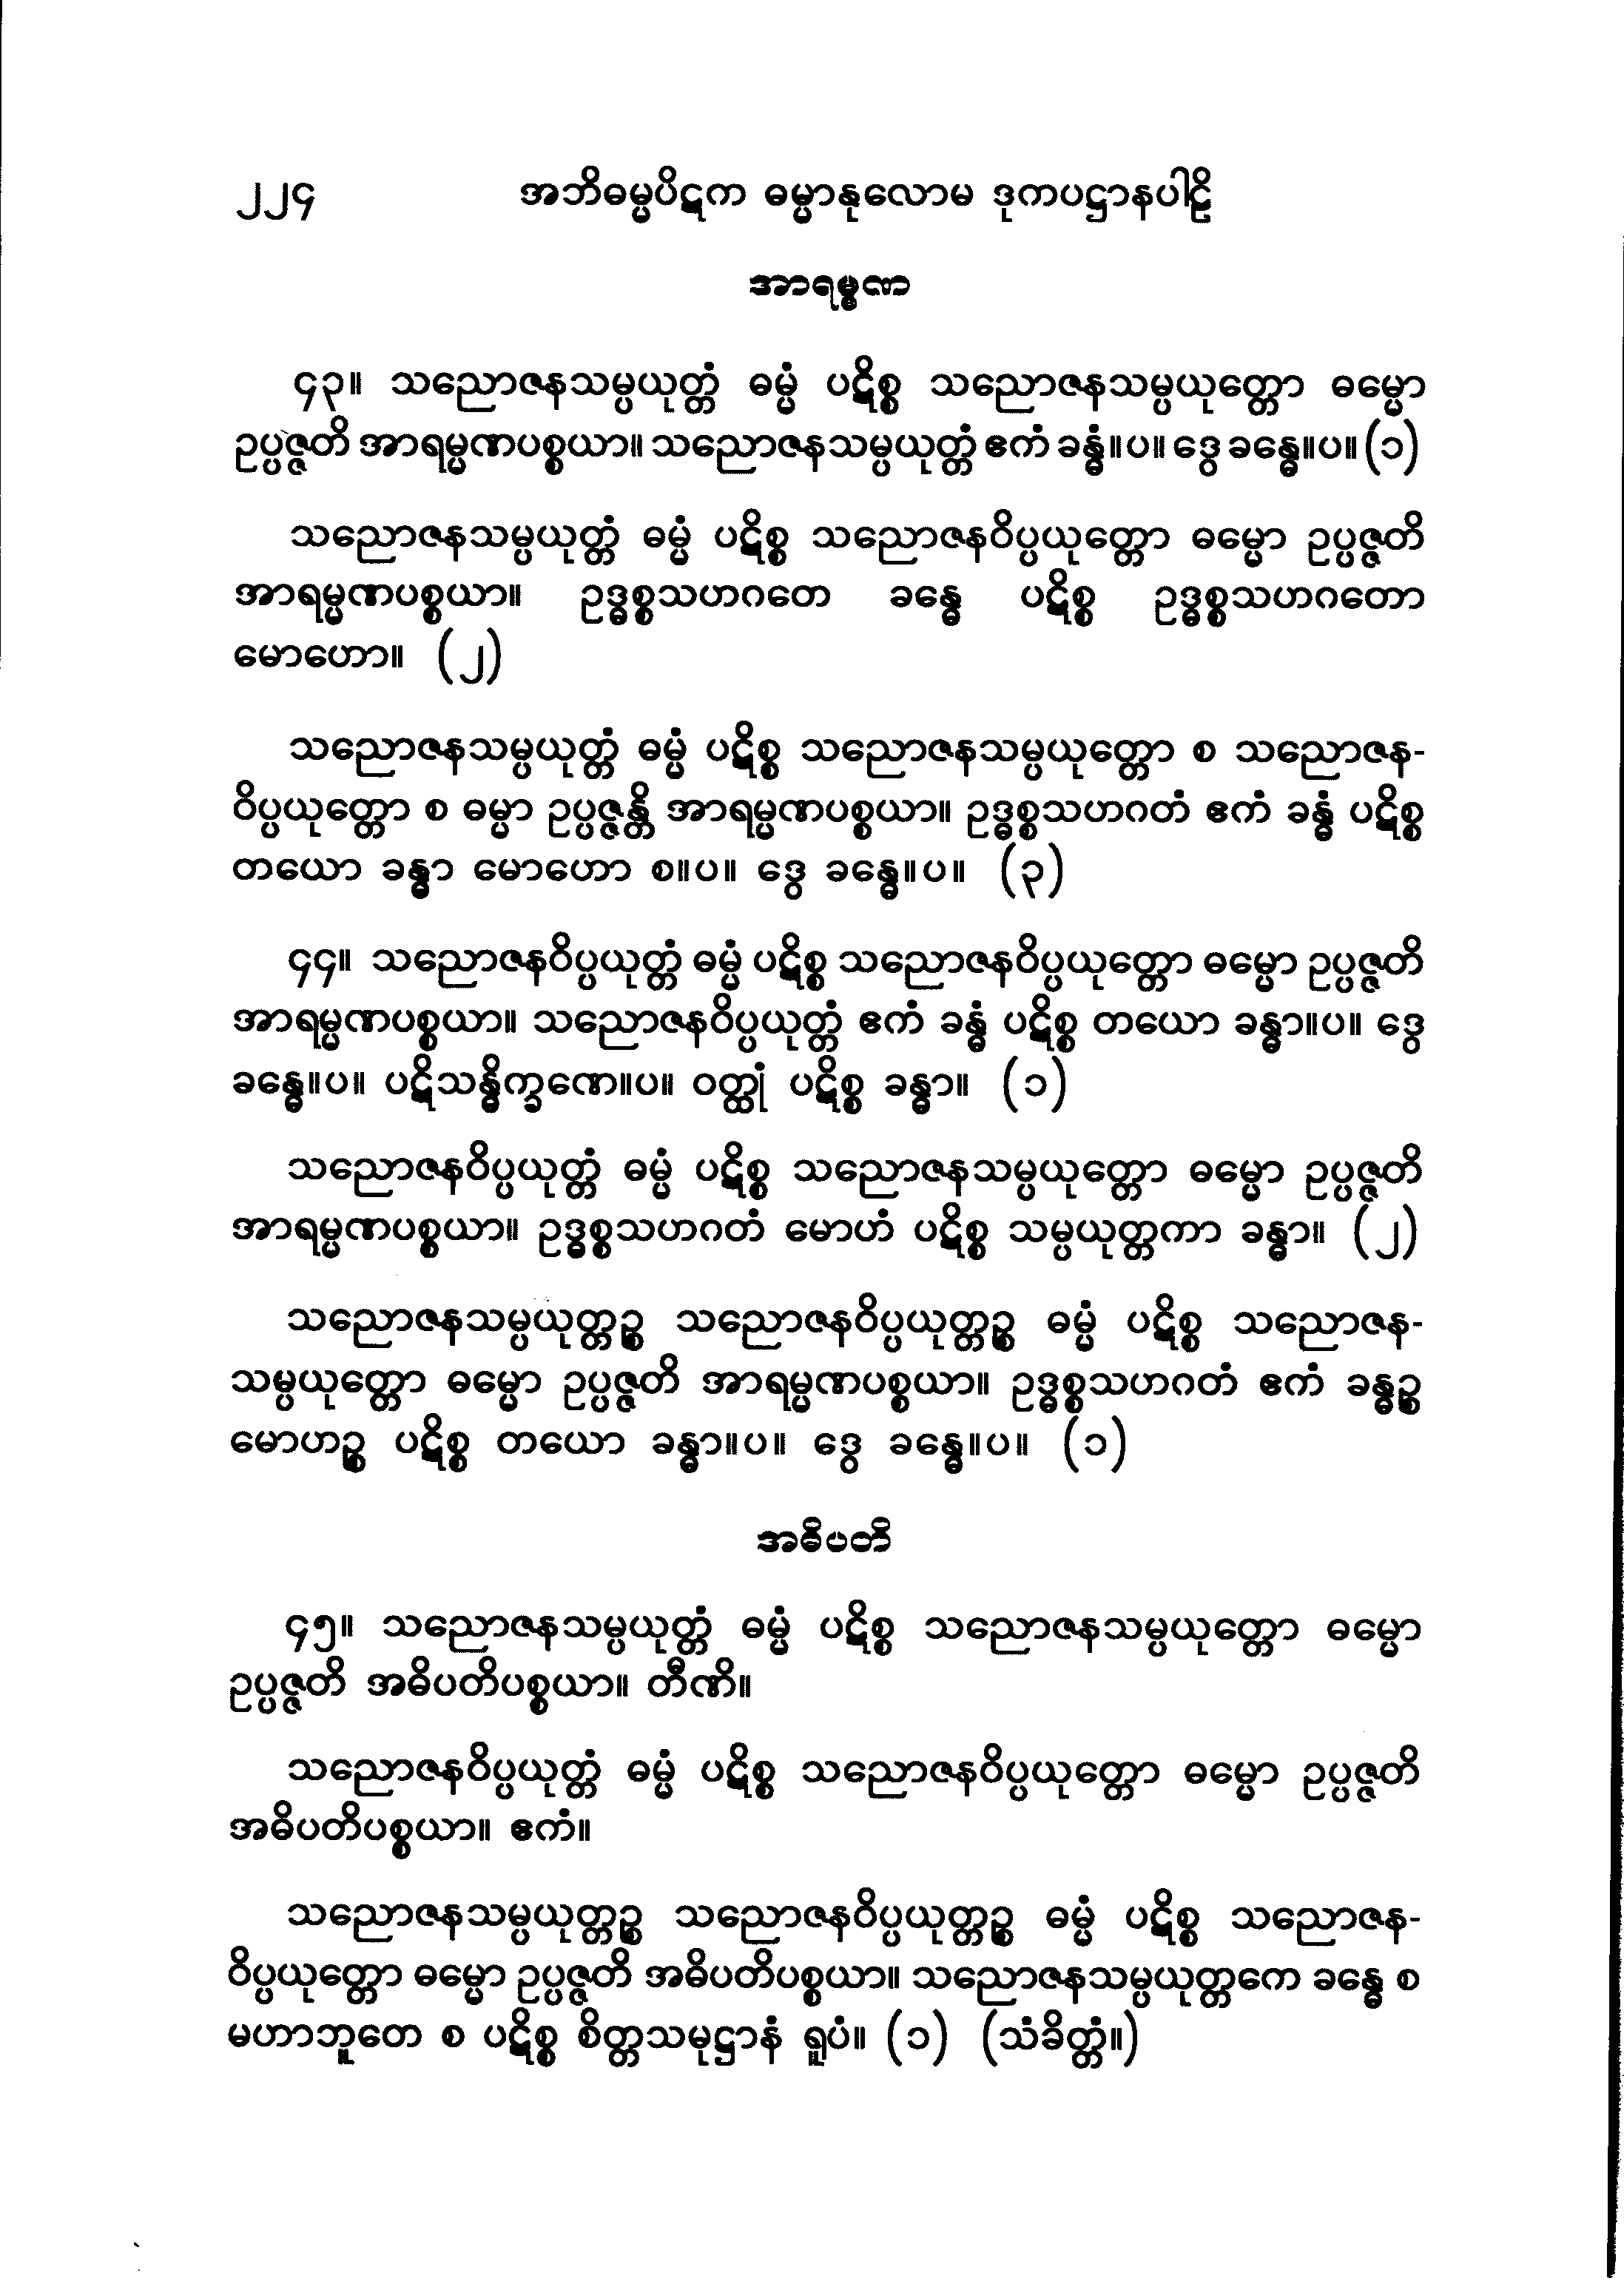 ၂၂၄ အဘိဓမ္မပိဋက ဓမ္မာနုလောမ ဒုကပဋ္ဌာနပါဠိ
အာရမ္မဏ
၄၃။ သညောဇနသမ္ပယုတ္တံ ဓမ္မံ ပဋိစ္စ သညောဇနသမ္ပယုတ္တော ဓမ္မော
ဥပ္ပဇ္ဇတိ အာရမ္မဏပစ္စယာ။ သညောဇနသမ္ပယုတ္တံ ဧကံ ခန္ဓံ။ပ။ ဒွေ ခန္ဓေ။ပ။ (၁)
သညောဇနသမ္ပယုတ္တံ ဓမ္မံ ပဋိစ္စ သညောဇနဝိပ္ပယုတ္တော ဓမ္မော ဥပ္ပဇ္ဇတိ
အာရမ္မဏပစ္စယာ။ ဥဒ္ဓစ္စသဟဂတေ ခန္ဓေ ပဋိစ္စ ဥဒ္ဓစ္စသဟဂတော
မောဟော။ (၂)
သညောဇနသမ္ပယုတ္တံ ဓမ္မံ ပဋိစ္စ သညောဇနသမ္ပယုတ္တော စ သညောဇန-
ဝိပ္ပယုတ္တော စ ဓမ္မာ ဥပ္ပဇ္ဇန္တိ အာရမ္မဏပစ္စယာ။ ဥဒ္ဓစ္စသဟဂတံ ဧကံ ခန္ဓံ ပဋိစ္စ
တယော ခန္ဓာ မောဟော စ။ပ။ ဒွေ ခန္ဓေ။ပ။ (၃)
၄၄။ သညောဇနဝိပ္ပယုတ္တံ ဓမ္မံ ပဋိစ္စ သညောဇနဝိပ္ပယုတ္တော ဓမ္မော ဥပ္ပဇ္ဇတိ
အာရမ္မဏပစ္စယာ။ သညောဇနဝိပ္ပယုတ္တံ ဧကံ ခန္ဓံ ပဋိစ္စ တယော ခန္ဓာ။ပ။ ဒွေ
ခန္ဓေ။ပ။ ပဋိသန္ဓိက္ခဏေ။ပ။ ဝတ္ထုံ ပဋိစ္စ ခန္ဓာ။ (၁)
သညောဇနဝိပ္ပယုတ္တံ ဓမ္မံ ပဋိစ္စ သညောဇနသမ္ပယုတ္တော ဓမ္မော ဥပ္ပဇ္ဇတိ
အာရမ္မဏပစ္စယာ။ ဥဒ္ဓစ္စသဟဂတံ မောဟံ ပဋိစ္စ သမ္ပယုတ္တကာ ခန္ဓာ။ (၂)
သညောဇနသမ္ပယုတ္တဉ္စ သညောဇနဝိပ္ပယုတ္တဉ္စ ဓမ္မံ ပဋိစ္စ သညောဇန-
သမ္ပယုတ္တော ဓမ္မော ဥပ္ပဇ္ဇတိ အာရမ္မဏပစ္စယာ။ ဥဒ္ဓစ္စသဟဂတံ ဧကံ ခန္ဓဉ္စ
မောဟဉ္စ ပဋိစ္စ တယော ခန္ဓာ။ပ။ ဒွေ ခန္ဓေ။ပ။ (၁)
အဓိပတိ
၄၅။ သညောဇနသမ္ပယုတ္တံ ဓမ္မံ ပဋိစ္စ သညောဇနသမ္ပယုတ္တော ဓမ္မော
ဥပ္ပဇ္ဇတိ အဓိပတိပစ္စယာ။ တီဏိ။
သညောဇနဝိပ္ပယုတ္တံ ဓမ္မံ ပဋိစ္စ သညောဇနဝိပ္ပယုတ္တော ဓမ္မော ဥပ္ပဇ္ဇတိ
အဓိပတိပစ္စယာ။ ဧကံ။
သညောဇနသမ္ပယုတ္တဉ္စ သညောဇနဝိပ္ပယုတ္တဉ္စ ဓမ္မံ ပဋိစ္စ သညောဇန-
ဝိပ္ပယုတ္တော ဓမ္မော ဥပ္ပဇ္ဇတိ အဓိပတိပစ္စယာ။ သညောဇနသမ္ပယုတ္တကေ ခန္ဓေ စ
မဟာဘူတေ စ ပဋိစ္စ စိတ္တသမုဋ္ဌာနံ ရူပံ။ (၁) (သံခိတ္တံ။)